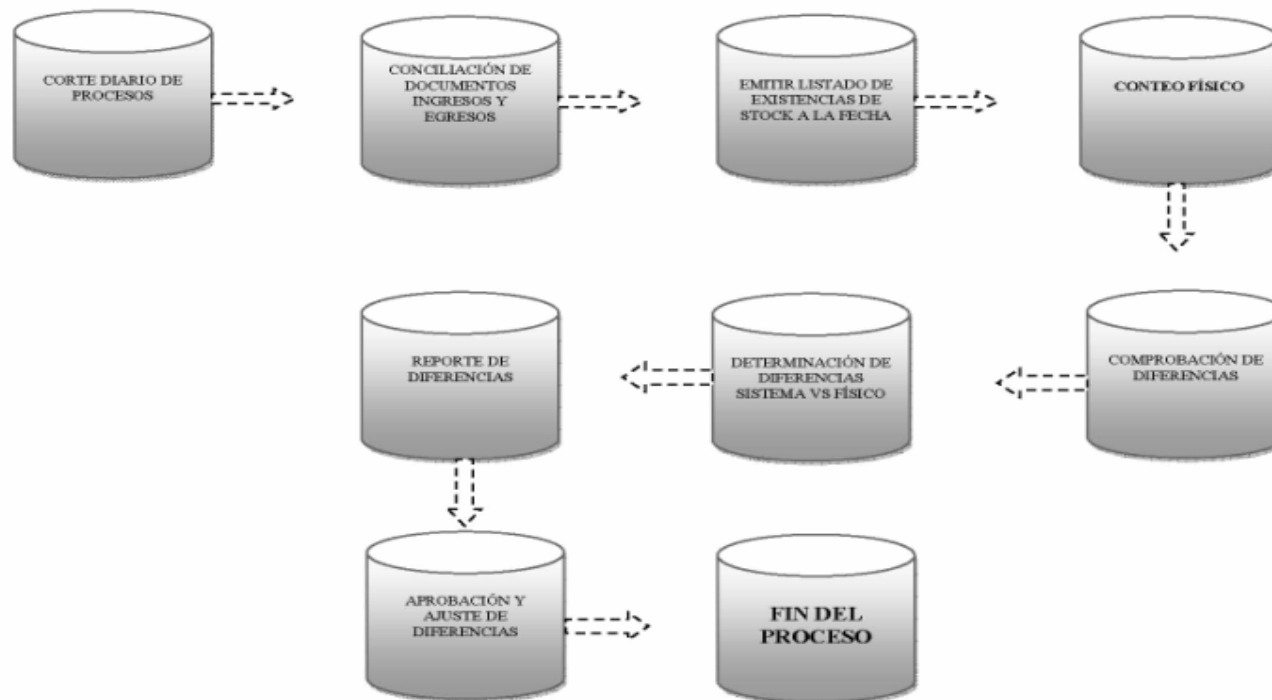 CORTE DIARIO DE
PROCESOS
CONCILIACIÓN DE
DOCUMENTOS
INGRESOS Y
EGRESOS
EMITIR LISTADO DE
EXISTENCIAS DE
STOCK A LA FECHA
CONTEO FÍSICO
COMPROBACIÓN DE
DIFERENCIAS
DETERMINACIÓN DE
DIFERENCIAS
SISTEMA VS FÍSICO
REPORTE DE
DIFERENCIAS
APROBACIÓN Y
AJUSTE DE
DIFERENCIAS
FIN DEL
PROCESO